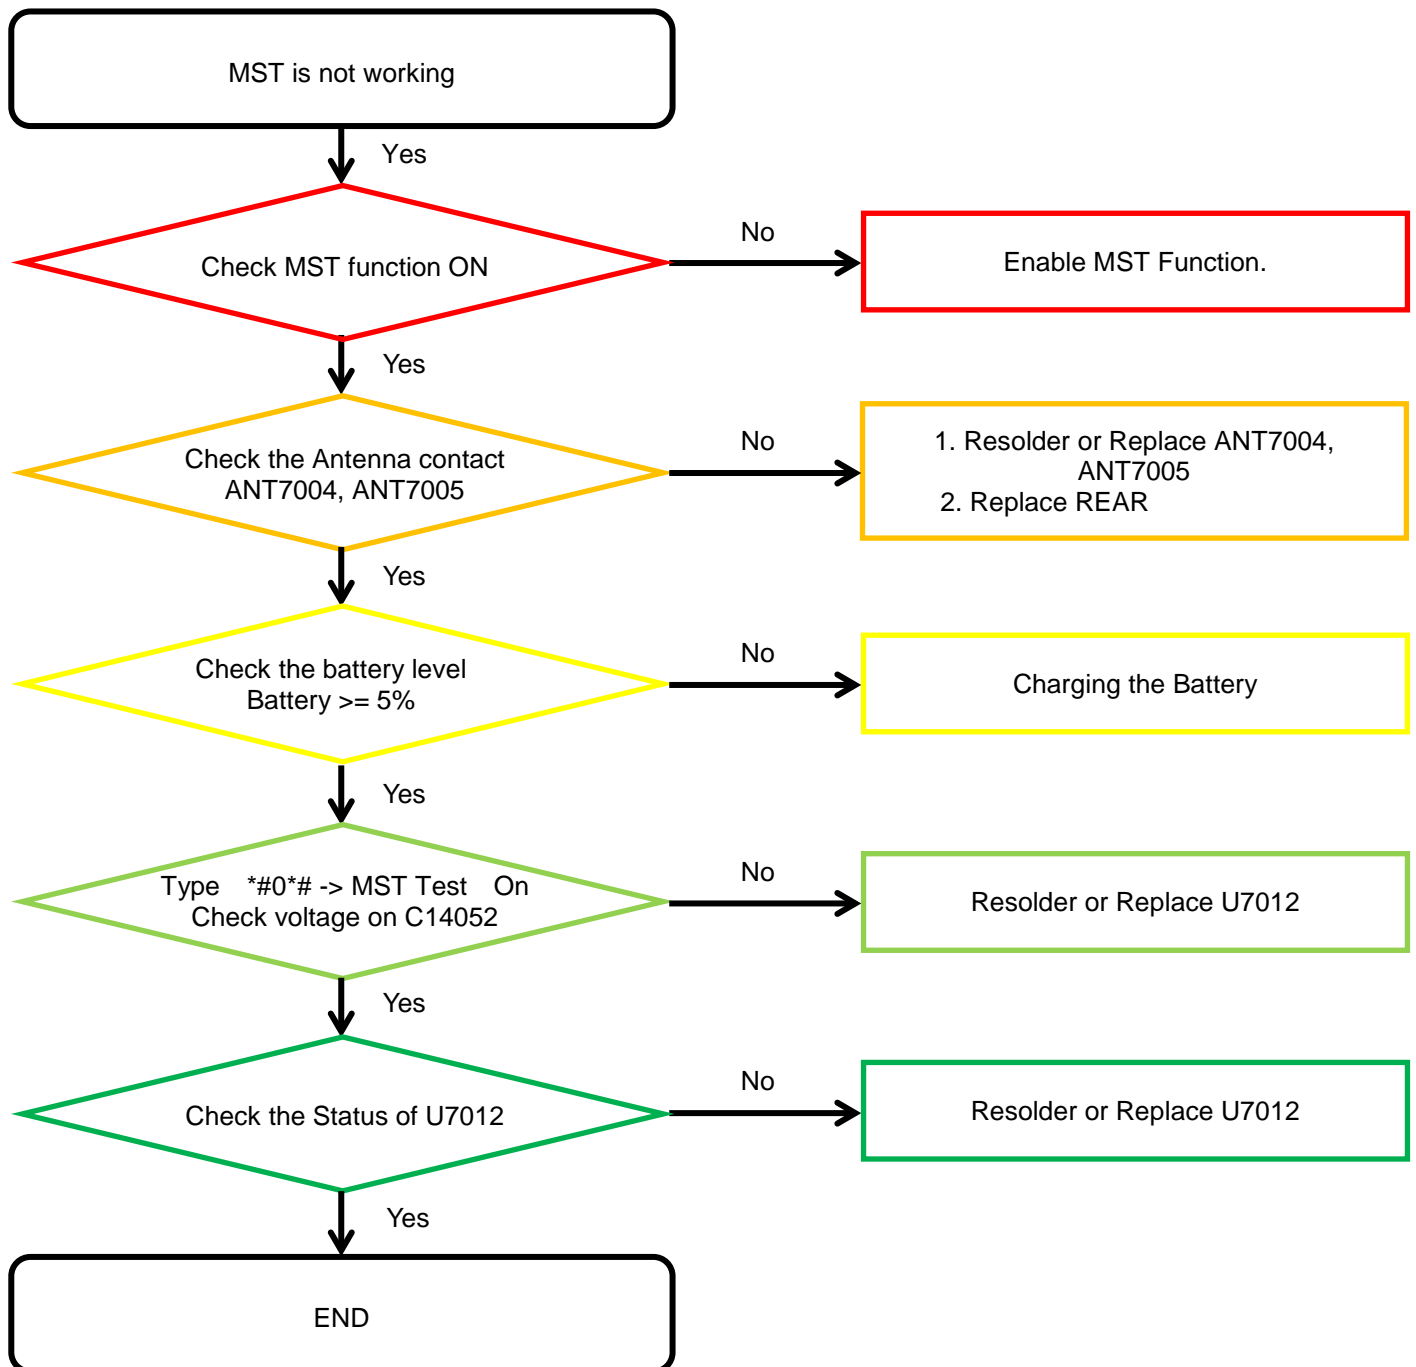 MST is not working
Yes
Check MST function ON
No
Enable MST Function.
Yes
Check the Antenna contact
ANT7004, ANT7005
No
1. Resolder or Replace ANT7004,
ANT7005
2. Replace REAR
Yes
Check the battery level
Battery >= 5%
No
Charging the Battery
Yes
Type *#0*# -> MST Test On
Check voltage on C14052
No
Resolder or Replace U7012
Yes
Check the Status of U7012
No
Resolder or Replace U7012
Yes
END